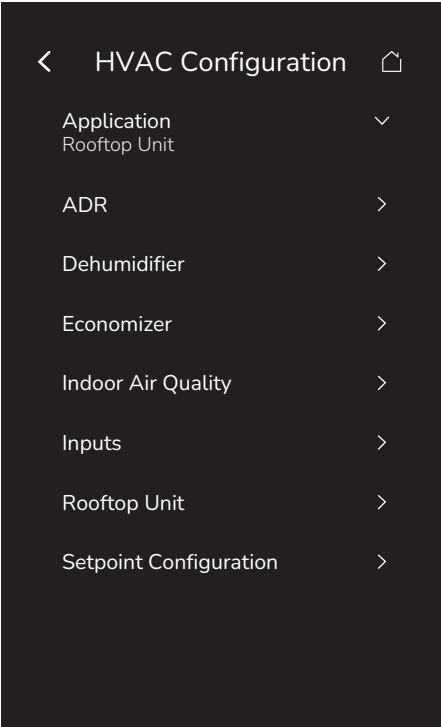 HVAC Configuration
Application
Rooftop Unit
ADR
Dehumidifier
Economizer
Indoor Air Quality
Inputs
Rooftop Unit
Setpoint Configuration